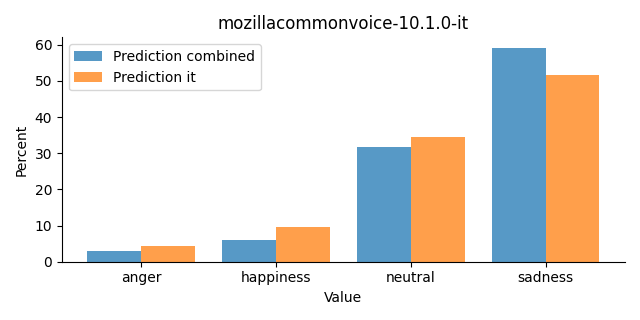 mozillacommonvoice-10.1.0-it
Prediction combined
Prediction it
60
50
40
30
20
10
0
Percent
anger
happiness
neutral
sadness
Value